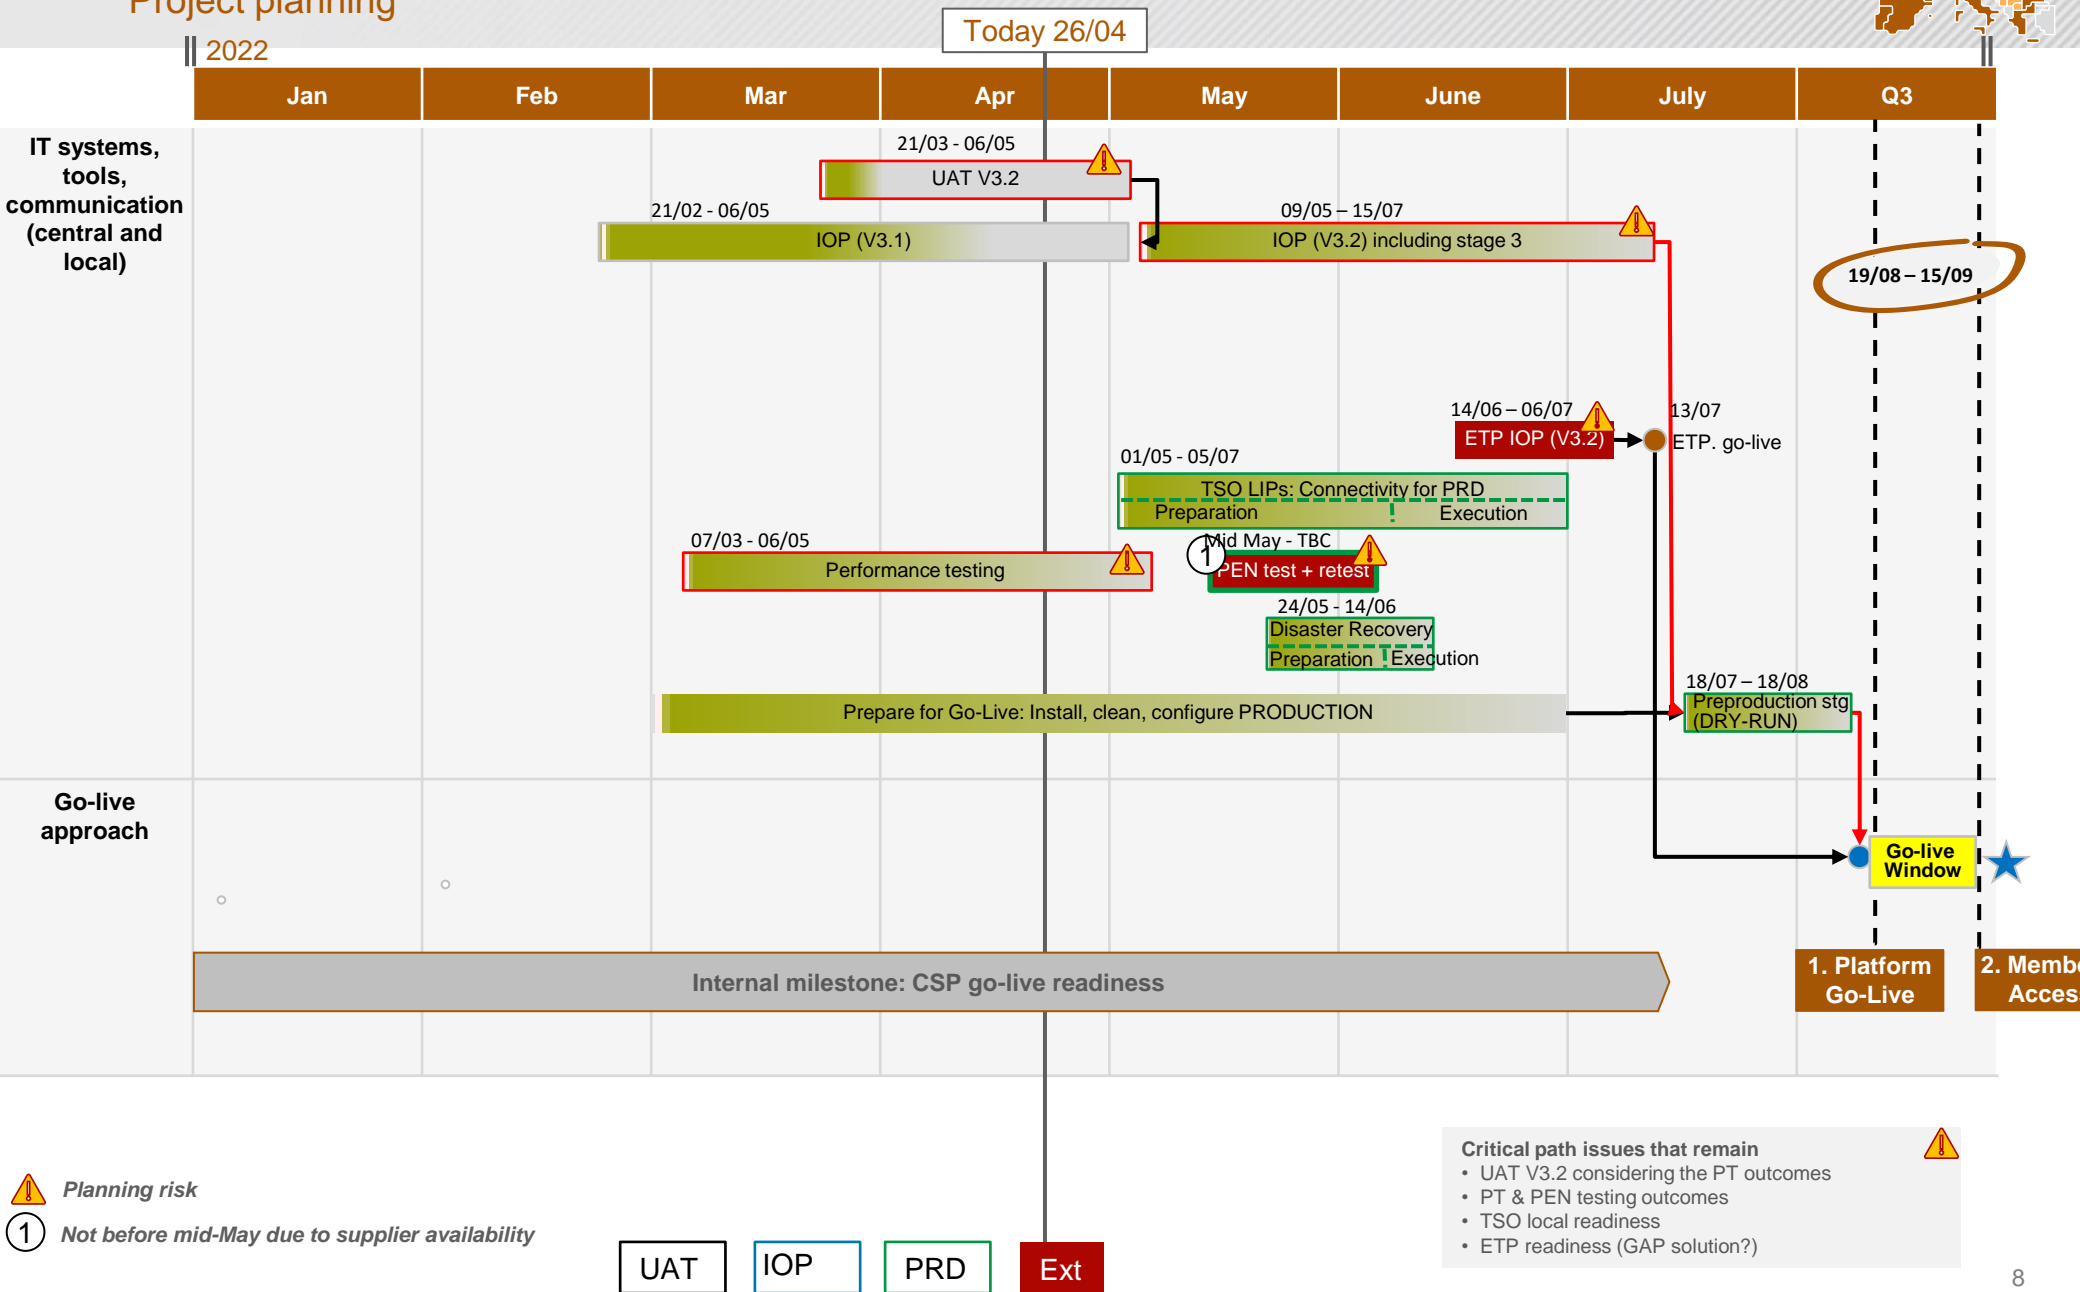 Project planning
Today 26/04
2022
Jan
Feb
Mar
Apr
May
June
July
Q3
IT systems,
tools,
communication
(central and
local)
21/03 - 06/05
UAT V3.2
21/02 - 06/05
IOP (V3.1)
09/05 – 15/07
IOP (V3.2) including stage 3
19/08 – 15/09
14/06 – 06/07
ETP IOP (V3.2)
13/07
ETP. go-live
01/05 - 05/07
TSO LIPs: Connectivity for PRD
Preparation
Execution
07/03 - 06/05
Performance testing
1
Mid May - TBC
PEN test + retest
24/05 - 14/06
Disaster Recovery
Preparation
Execution
Prepare for Go-Live: Install, clean, configure PRODUCTION
18/07 – 18/08
Preproduction stg
(DRY-RUN)
Go-live
approach
Go-live
Window
Internal milestone: CSP go-live readiness
1. Platform
Go-Live
2. Membe
Acces
Critical path issues that remain
• UAT V3.2 considering the PT outcomes
• PT & PEN testing outcomes
• TSO local readiness
• ETP readiness (GAP solution?)
Planning risk
1 Not before mid-May due to supplier availability
UAT
IOP
PRD
Ext
8